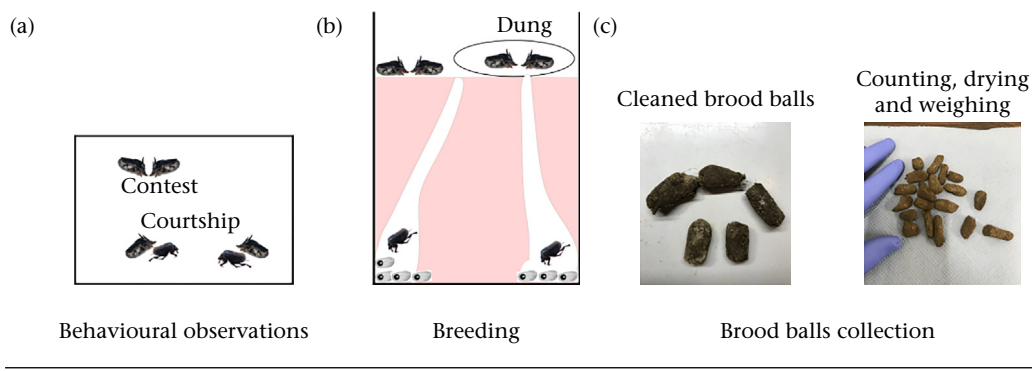 (a)
Contest
Courtship
Behavioural observations
(b)
Dung
Breeding
(c)
Cleaned brood balls
Counting, drying
and weighing
Brood balls collection